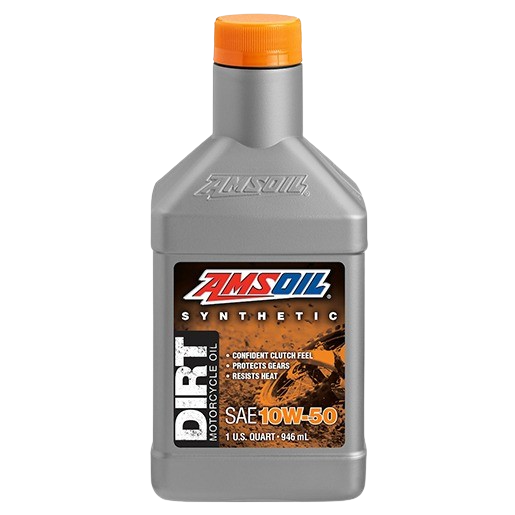 AMSOIL
AMSOIL®
SYNTHETIC
DIRT
MOTORCYCLE OIL
• CONFIDENT CLUTCH FEEL
• PROTECTS GEARS
• RESISTS HEAT
SAE 10W-50
1 U.S. QUART • 946 mL